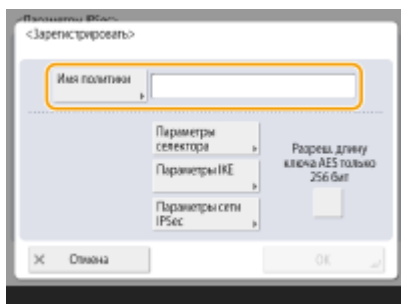 <Параметры IPSec>
<Зарегистрировать>
Имя политики
Параметры
селектора
Разреш. длину
ключа AES только
256 бит
Параметры IKE
Параметры сети
IPSec
Отмена
OK